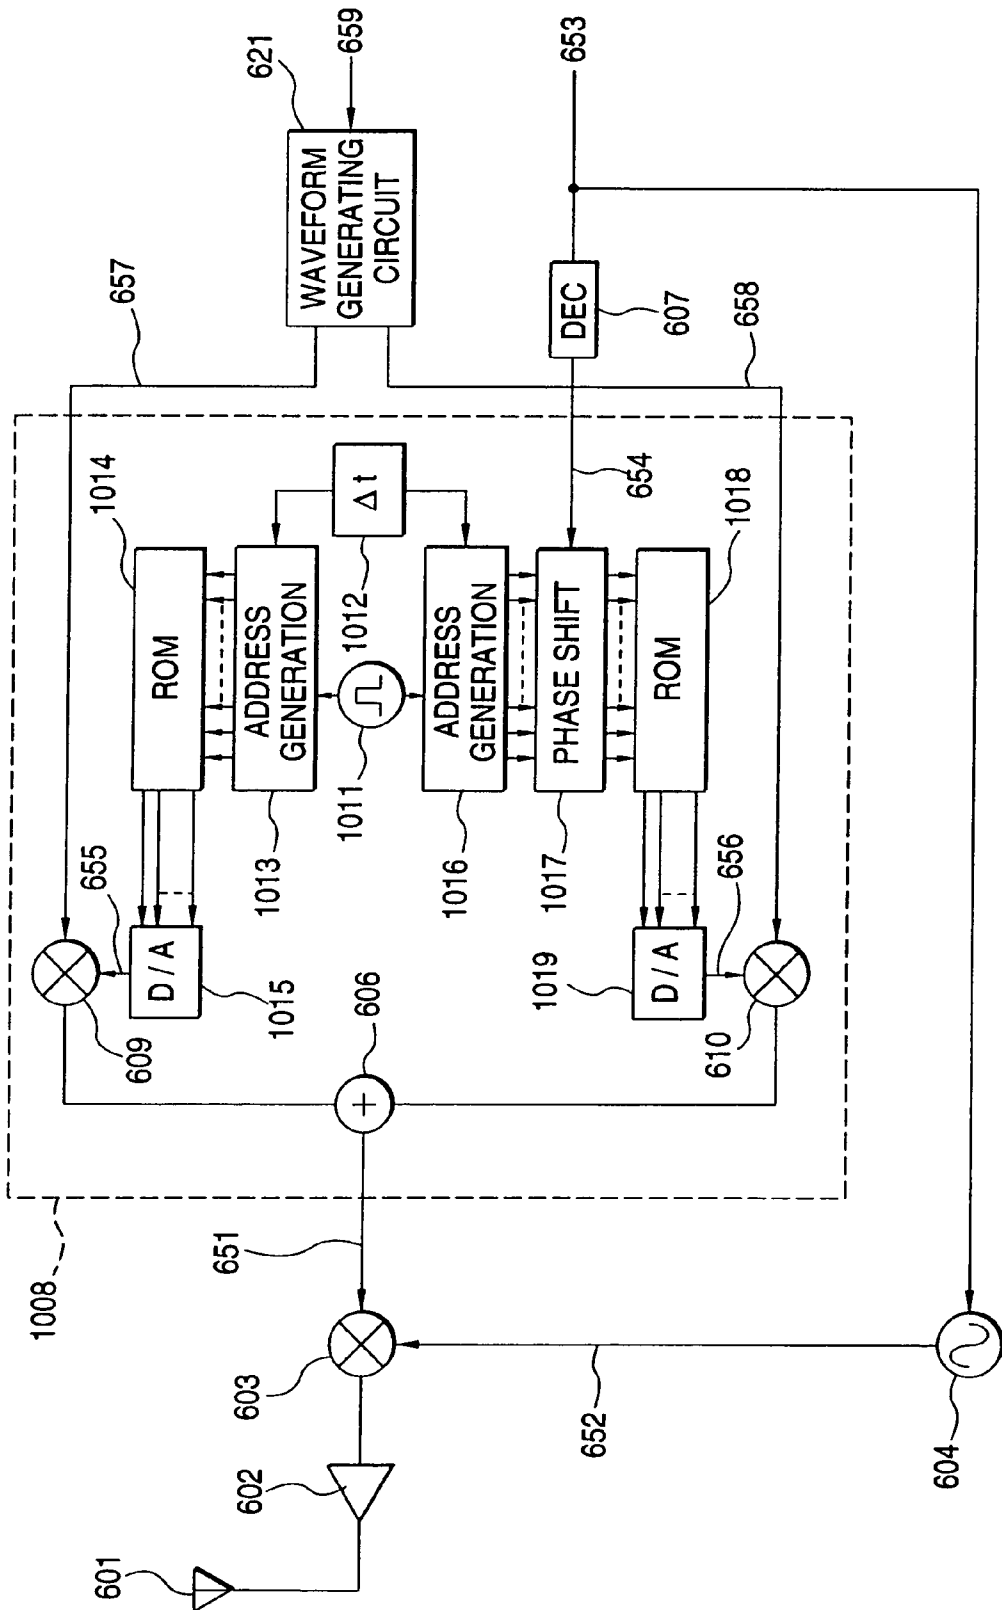 601
602
603
651
652
604
1008
609
655
D/A
1015
606
1019
D/A
656
610
657
1014
ROM
ADDRESS
GENERATION
1013
1011
1012
Δt
1016
ADDRESS
GENERATION
1017
PHASE SHIFT
ROM
1018
654
658
DEC
607
621
WAVEFORM
GENERATING
CIRCUIT
659
653
+